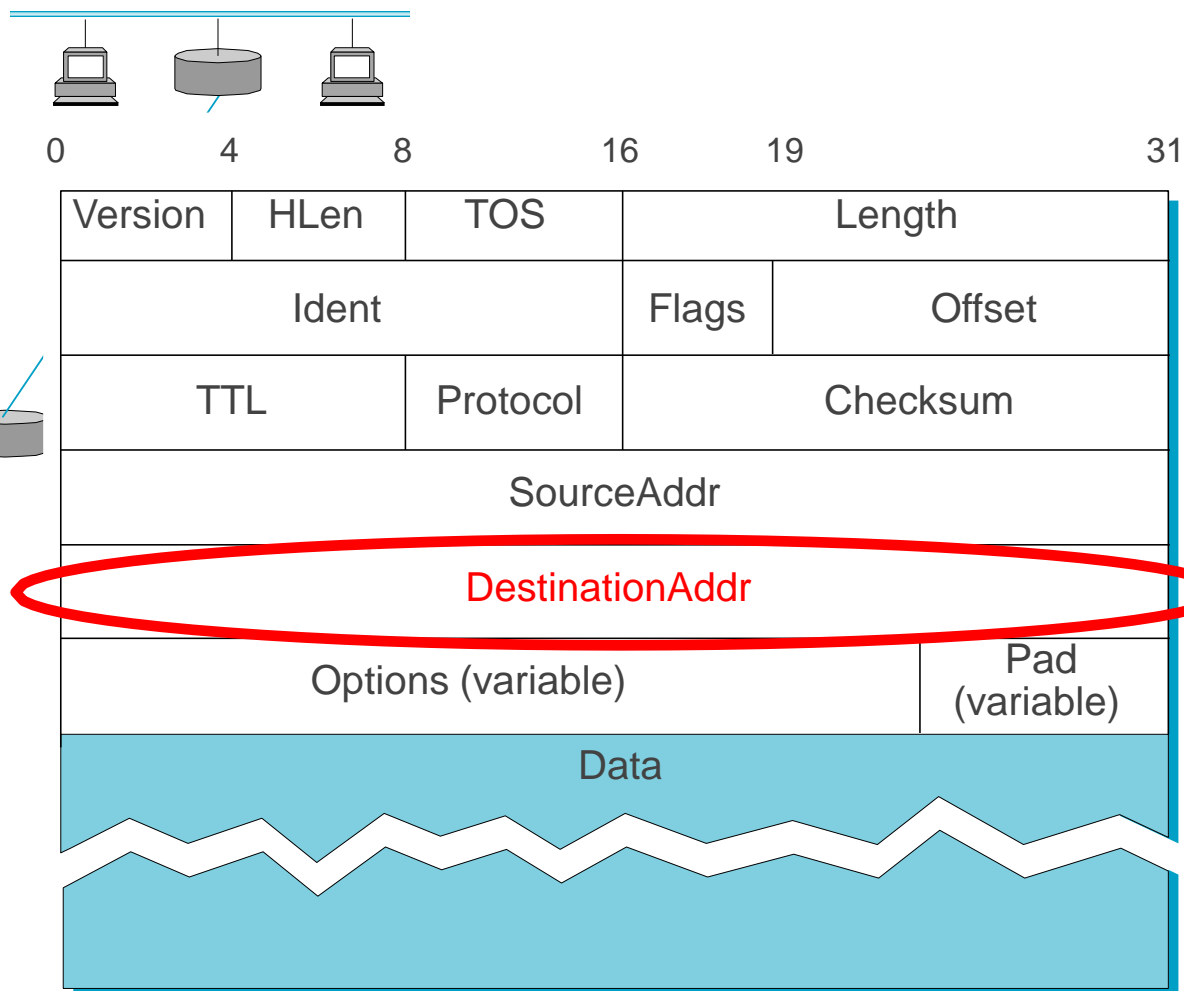 0 4 8 16 19 31
Version HLen TOS Length
Ident Flags Offset
TTL Protocol Checksum
SourceAddr
DestinationAddr
Options (variable) Pad
(variable)
Data